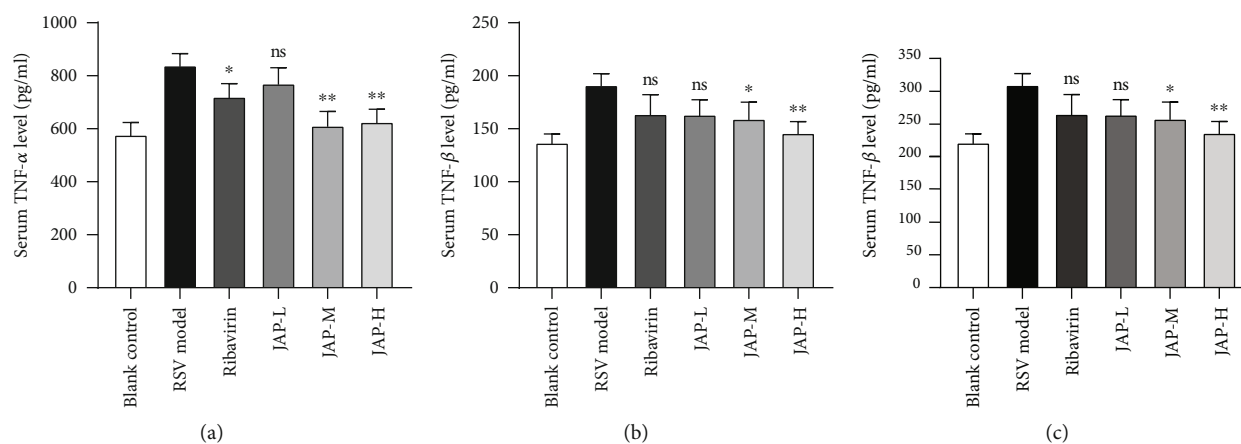 Serum TNF-α level (pg/ml)
1000
800
600
400
200
0
*
ns
**
**
Blank control
RSV model
Ribavirin
JAP-L
JAP-M
JAP-H
(a)
Serum TNF-β level (pg/ml)
250
200
150
100
50
0
ns
ns
*
**
Blank control
RSV model
Ribavirin
JAP-L
JAP-M
JAP-H
(b)
Serum TNF-β level (pg/ml)
350
300
250
200
250
100
50
0
ns
ns
*
**
Blank control
RSV model
Ribavirin
JAP-L
JAP-M
JAP-H
(c)